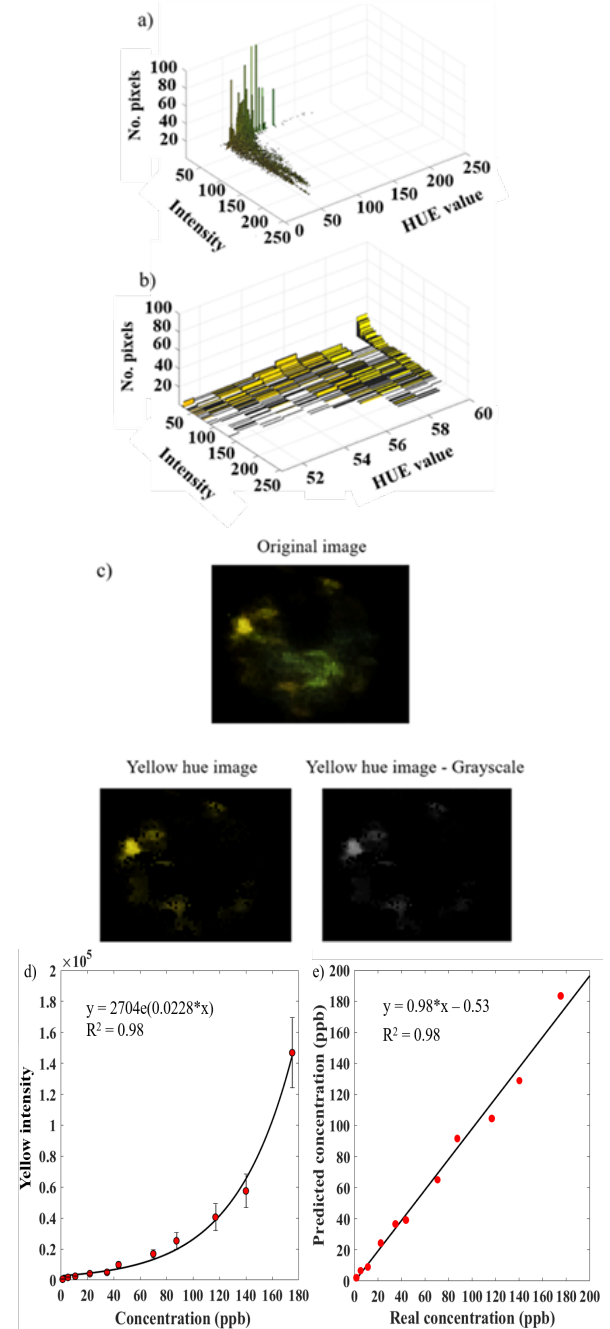 a)
100
80
60
40
20
No. pixels
50
100
150
200
250
Intensity
0
50
100
150
200
250
HUE value
b)
100
80
60
40
20
No. pixels
50
100
150
200
250
Intensity
52
54
56
58
60
HUE value
c)
Original image
Yellow hue image
Yellow hue image - Grayscale
d)
×10⁵
y = 2704e(0.0228*x)
R² = 0.98
2
1.8
1.6
1.4
1.2
1
0.8
0.6
0.4
0.2
0
Yellow intensity
0 20 40 60 80 100 120 140 160 180
Concentration (ppb)
e)
y = 0.98*x – 0.53
R² = 0.98
200
180
160
140
120
100
80
60
40
20
0
Predicted concentration (ppb)
0 20 40 60 80 100 120 140 160 180 200
Real concentration (ppb)